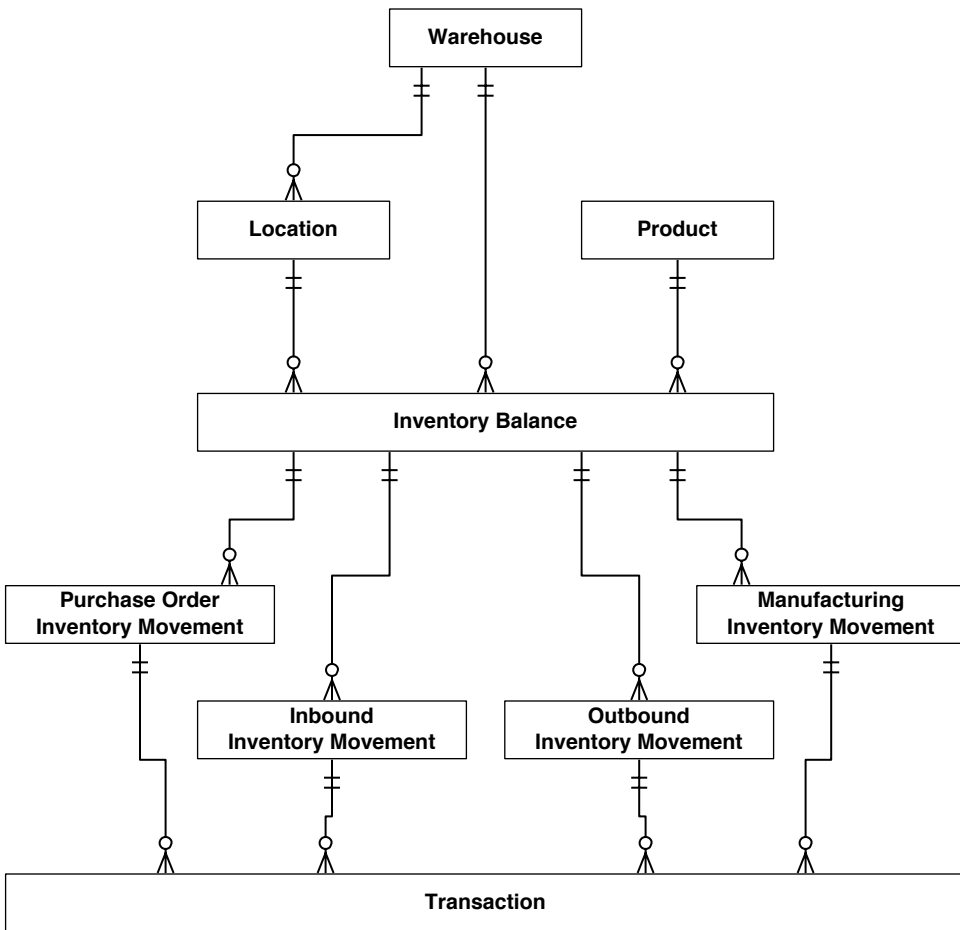 Warehouse
Location
Product
Inventory Balance
Purchase Order
Inventory Movement
Manufacturing
Inventory Movement
Inbound
Inventory Movement
Outbound
Inventory Movement
Transaction